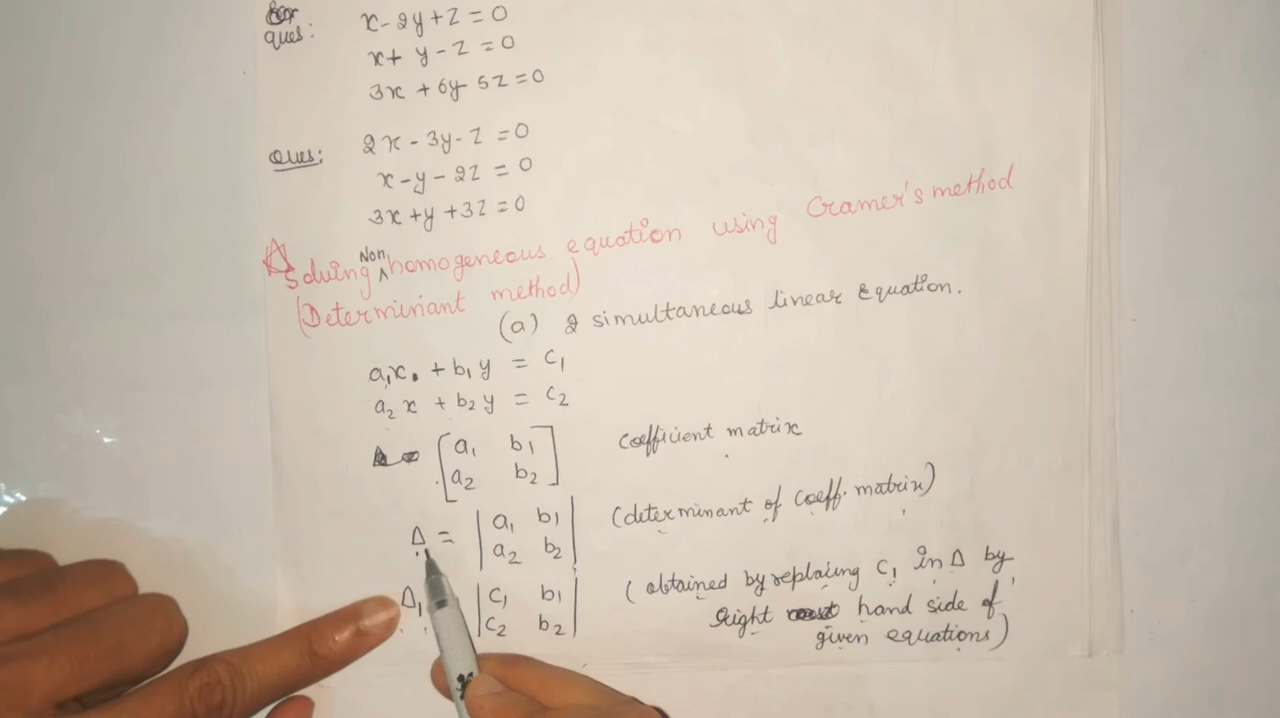 Ques:
x - 2y + z = 0
x + y - z = 0
3x + 6y - 5z = 0
Ques:
2x - 3y - z = 0
x - y - 2z = 0
3x + y + 3z = 0
Solving Non homogeneous equation using Cramer's method
(Determinant method)
(a) 2 simultaneous linear equation.
a₁x + b₁y = c₁
a₂x + b₂y = c₂
[a₁ b₁
a₂ b₂] coefficient matrix
Δ = |a₁ b₁|
|a₂ b₂| (determinant of coeff. matrix)
Δ₁ |c₁ b₁|
|c₂ b₂| (obtained by replacing C₁ in Δ by
right hand side of
given equations)